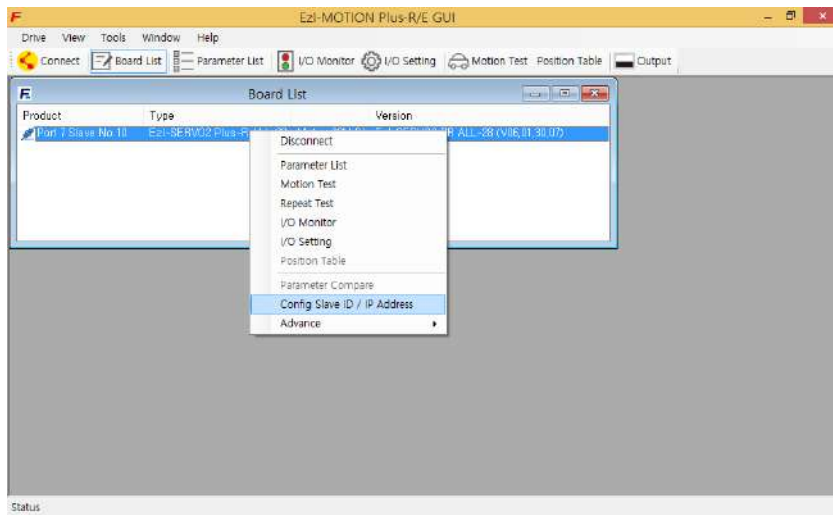 Ezi-MOTION Plus-R/E GUI
Drive View Tools Window Help
Connect Board List Parameter List I/O Monitor I/O Setting Motion Test Position Table Output
Board List
Product Type Version
Port 7 Slave No 10 Ezi-SERVO2 Plus-R ALL-28 (V06,01,30,07)
Disconnect
Parameter List
Motion Test
Repeat Test
I/O Monitor
I/O Setting
Position Table
Parameter Compare
Config Slave ID / IP Address
Advance
Status